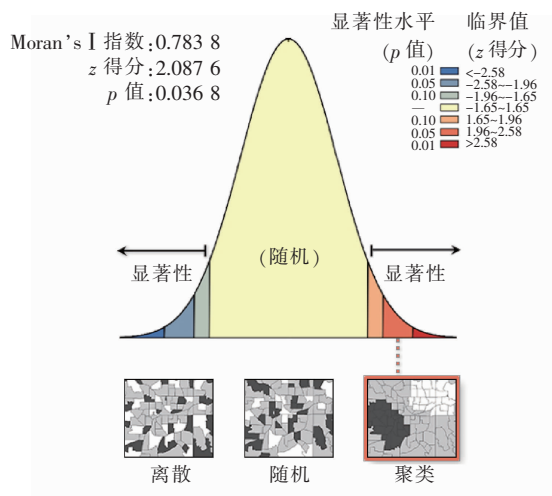 Moran's I 指数:0.783 8
z 得分:2.087 6
p 值:0.036 8
显著性水平 临界值
(p 值) (z 得分)
0.01 <-2.58
0.05 -2.58~-1.96
0.10 -1.96~-1.65
— -1.65~1.65
0.10 1.65~1.96
0.05 1.96~2.58
0.01 >2.58
显著性 (随机) 显著性
离散 随机 聚类